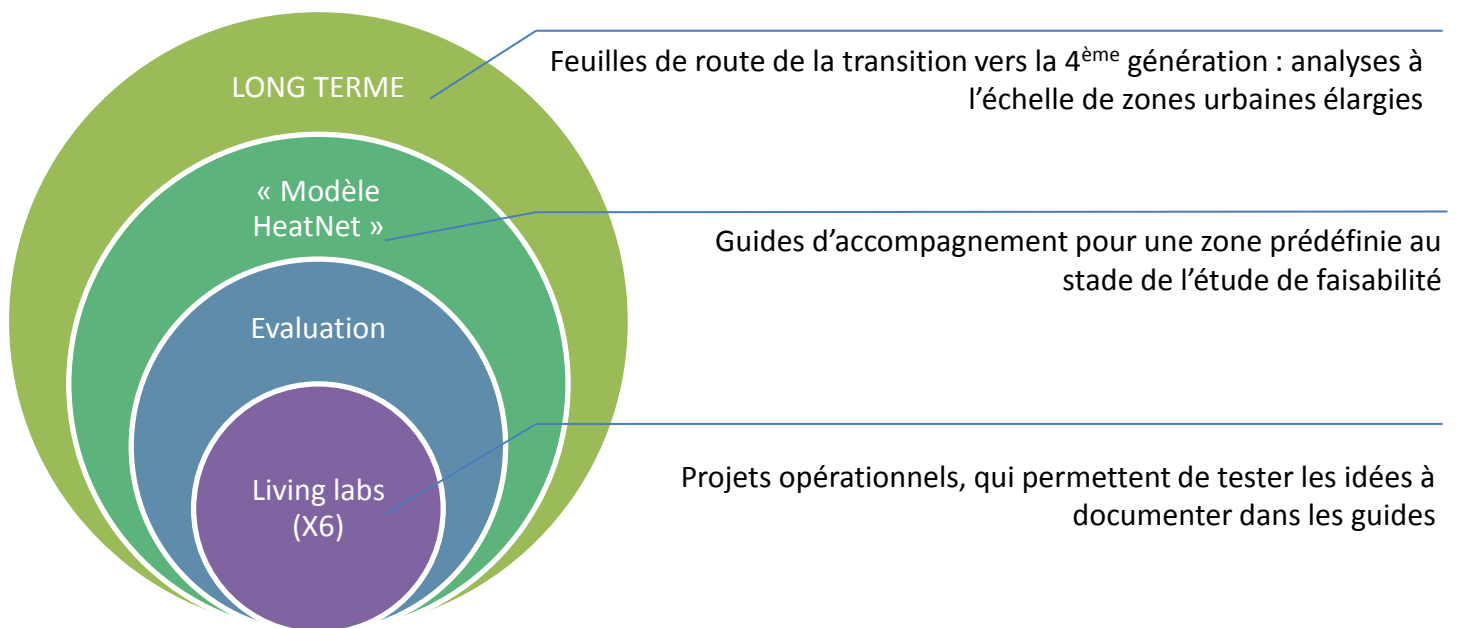 LONG TERME
Feuilles de route de la transition vers la 4ème génération : analyses à
l’échelle de zones urbaines élargies
« Modèle
HeatNet »
Guides d’accompagnement pour une zone prédéfinie au
stade de l’étude de faisabilité
Evaluation
Living labs
(X6)
Projets opérationnels, qui permettent de tester les idées à
documenter dans les guides